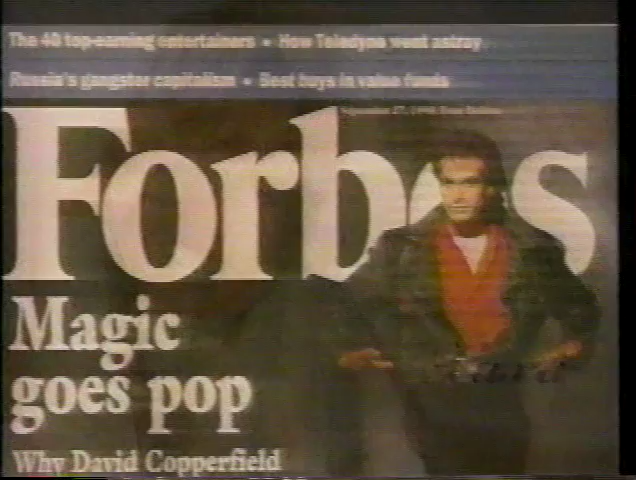 The 40 top-earning entertainers • How Teledyne went astray
Russia's gangster capitalism • Best buys in value funds
Forbes
Magic
goes pop
Why David Copperfield